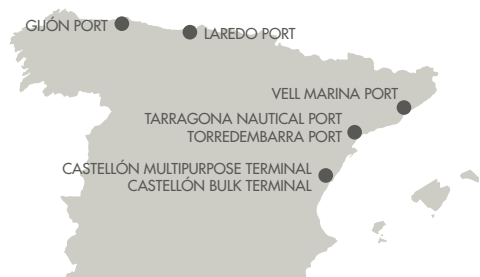 GIJÓN PORT
LAREDO PORT
VELL MARINA PORT
TARRAGONA NAUTICAL PORT
TORREDEMBARRA PORT
CASTELLÓN MULTIPURPOSE TERMINAL
CASTELLÓN BULK TERMINAL